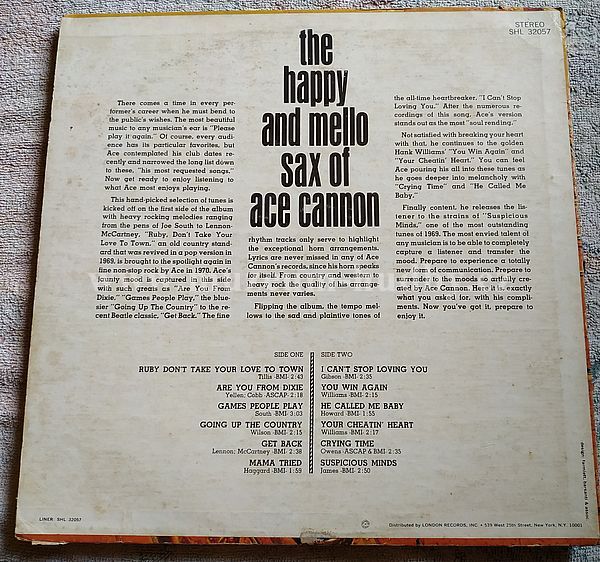 STEREO
SHL 32057
the
happy
and mello
sax of
ace cannon
There comes a time in every per-
former's career when he must bend to
the public's wishes. The most beautiful
music to any musician's ear is "Please
play it again." Of course, every audi-
ence has its particular favorites, but
Ace contemplated his club dates re-
cently and narrowed the long list down
to these, "his most requested songs."
Now get ready to enjoy listening to
what Ace most enjoys playing.
This hand-picked selection of tunes is
kicked off on the first side of the album
with heavy rocking melodies ranging
from the pens of Joe South to Lennon-
McCartney. "Ruby, Don't Take Your
Love To Town," an old country stand-
ard that was revived in a pop version in
1969, is brought to the spotlight again in
fine non-stop rock by Ace in 1970. Ace's
jaunty mood is captured in this side
with such greats as "Are You From
Dixie," "Games People Play," the blue-
sier "Going Up The Country" to the re-
cent Beatle classic, "Get Back." The fine
rhythm tracks only serve to highlight
the exceptional horn arrangements.
Lyrics are never missed in any of Ace
Cannon's records, since his horn speaks
for itself. From country and western to
heavy rock the quality of his arrange-
ments never varies.
Flipping the album, the tempo mel-
lows to the sad and plaintive tones of
the all-time heartbreaker, "I Can't Stop
Loving You." After the numerous re-
cordings of this song, Ace's version
stands out as the most "soul rending."
Not satisfied with breaking your heart
with that, he continues to the golden
Hank Williams' "You Win Again" and
"Your Cheatin' Heart." You can feel
Ace pouring his all into these tunes as
he goes deeper into melancholy with
"Crying Time" and "He Called Me
Baby."
Finally content, he releases the lis-
tener to the strains of "Suspicious
Minds," one of the most outstanding
tunes of 1969. The most envied talent of
any musician is to be able to completely
capture a listener and transfer the
mood. Prepare to experience a totally
new form of communication. Prepare to
surrender to the moods so artfully cre-
ated by Ace Cannon. Here it is, exactly
what you asked for, with his compli-
ments. Now you've got it, prepare to
enjoy it.
SIDE ONE
RUBY DON'T TAKE YOUR LOVE TO TOWN
Tillis -BMI- 2:43
ARE YOU FROM DIXIE
Yellen; Cobb -ASCAP- 2:18
GAMES PEOPLE PLAY
South -BMI- 3:03
GOING UP THE COUNTRY
Wilson -BMI- 2:15
GET BACK
Lennon; McCartney -BMI- 2:38
MAMA TRIED
Haggard -BMI- 1:59
SIDE TWO
I CAN'T STOP LOVING YOU
Gibson -BMI- 2:35
YOU WIN AGAIN
Williams -BMI- 2:15
HE CALLED ME BABY
Howard -BMI- 1:55
YOUR CHEATIN' HEART
Williams -BMI- 2:17
CRYING TIME
Owens -ASCAP & BMI- 2:35
SUSPICIOUS MINDS
James -BMI- 2:50
LINER: SHL 32057
Distributed by LONDON RECORDS, INC. • 539 West 25th Street, New York, N.Y. 10001